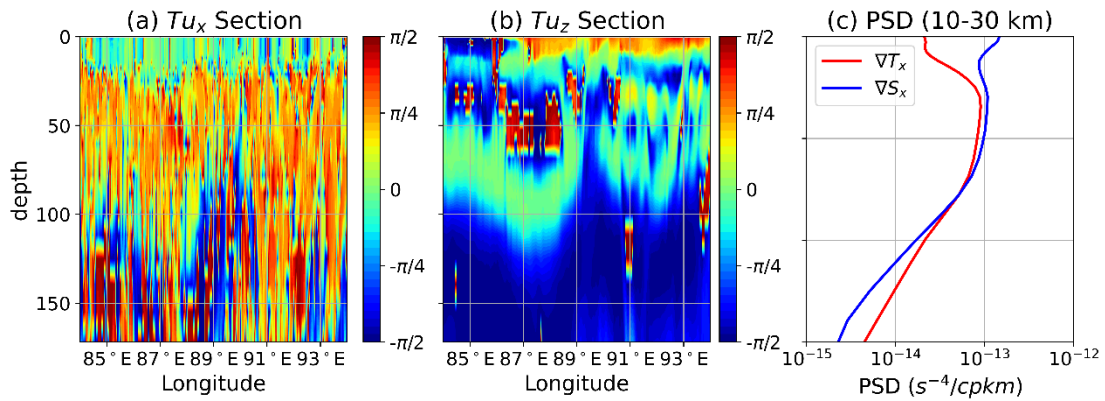 (a) Tuₓ Section
(b) Tu_z Section
(c) PSD (10-30 km)
0
50
100
150
depth
85°E 87°E 89°E 91°E 93°E
Longitude
π/2
π/4
0
-π/4
-π/2
85°E 87°E 89°E 91°E 93°E
Longitude
π/2
π/4
0
-π/4
-π/2
∇Tₓ
∇Sₓ
10⁻¹⁵ 10⁻¹⁴ 10⁻¹³ 10⁻¹²
PSD (s⁻⁴/cpkm)